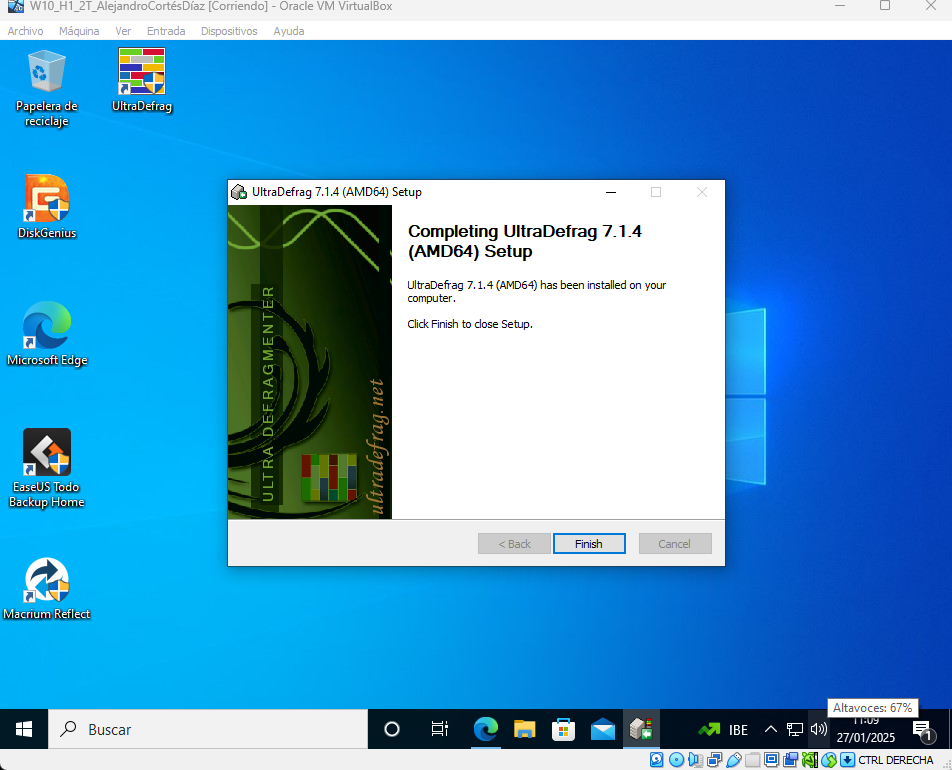 W10_H1_2T_AlejandroCortésDíaz [Corriendo] - Oracle VM VirtualBox
Archivo Máquina Ver Entrada Dispositivos Ayuda
Papelera de
reciclaje
UltraDefrag
DiskGenius
Microsoft Edge
EaseUS Todo
Backup Home
Macrium Reflect
UltraDefrag 7.1.4 (AMD64) Setup
ULTRA DEFRAGMENTER
ultradefrag.net
Completing UltraDefrag 7.1.4
(AMD64) Setup
UltraDefrag 7.1.4 (AMD64) has been installed on your
computer.
Click Finish to close Setup.
< Back Finish Cancel
Altavoces: 67%
Buscar
IBE
11:09
27/01/2025
1
CTRL DERECHA